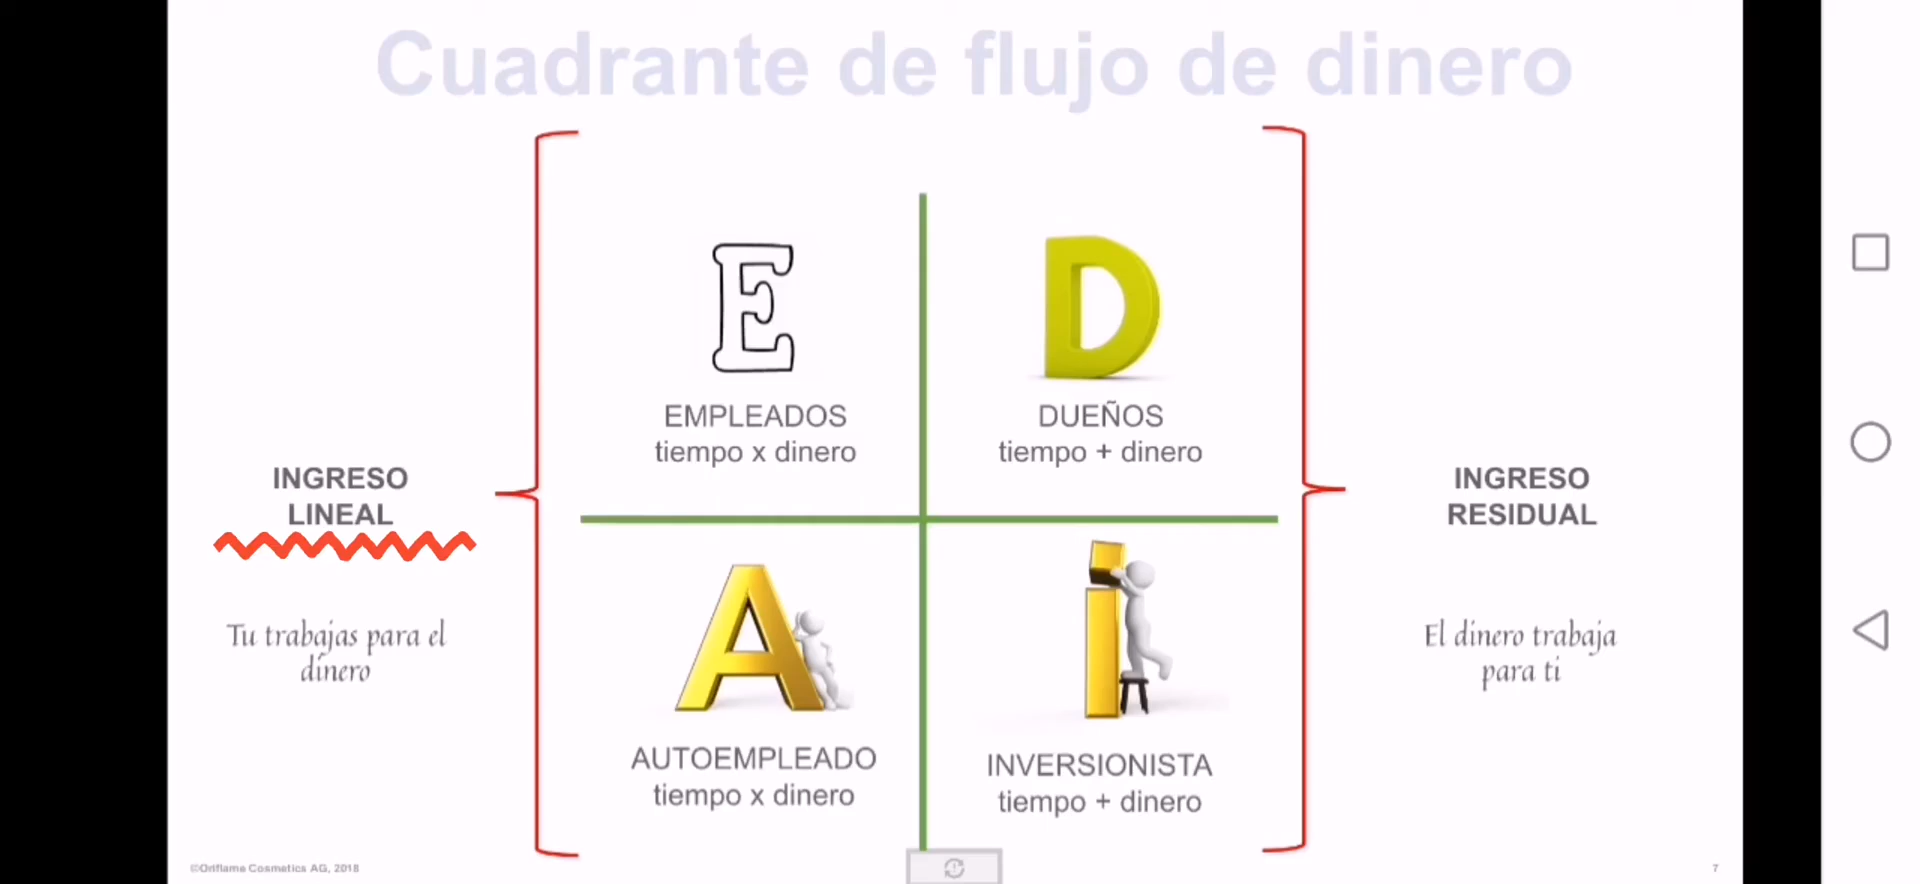 Cuadrante de flujo de dinero
E
EMPLEADOS
tiempo x dinero
D
DUEÑOS
tiempo + dinero
INGRESO
LINEAL
Tu trabajas para el
dinero
INGRESO
RESIDUAL
El dinero trabaja
para ti
A
AUTOEMPLEADO
tiempo x dinero
i
INVERSIONISTA
tiempo + dinero
©Oriflame Cosmetics AG, 2018
7